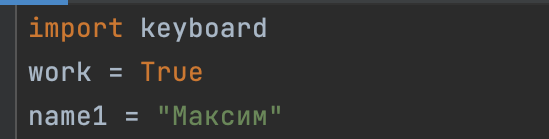 import keyboard
work = True
name1 = "Максим"